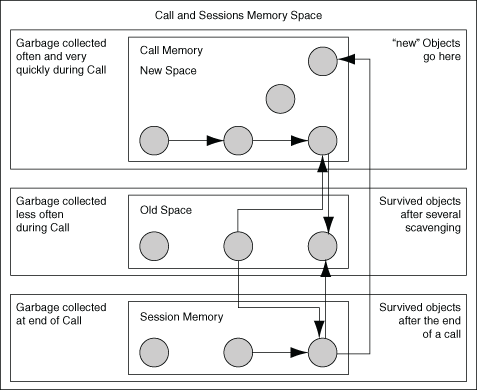 Call and Sessions Memory Space
Garbage collected
often and very
quickly during Call
Call Memory
New Space
“new” Objects
go here
Garbage collected
less often
during Call
Old Space
Survived objects
after several
scavenging
Garbage collected
at end of Call
Session Memory
Survived objects
after the end
of a call